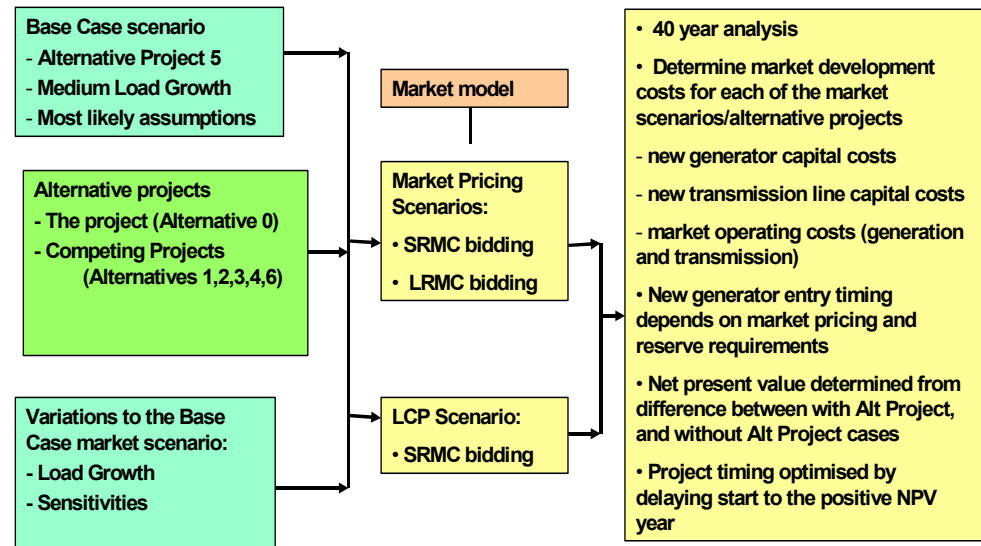 Base Case scenario
- Alternative Project 5
- Medium Load Growth
- Most likely assumptions
Alternative projects
- The project (Alternative 0)
- Competing Projects
(Alternatives 1,2,3,4,6)
Variations to the Base
Case market scenario:
- Load Growth
- Sensitivities
Market model
Market Pricing
Scenarios:
• SRMC bidding
• LRMC bidding
LCP Scenario:
• SRMC bidding
• 40 year analysis
• Determine market development
costs for each of the market
scenarios/alternative projects
- new generator capital costs
- new transmission line capital costs
- market operating costs (generation
and transmission)
• New generator entry timing
depends on market pricing and
reserve requirements
• Net present value determined from
difference between with Alt Project,
and without Alt Project cases
• Project timing optimised by
delaying start to the positive NPV
year